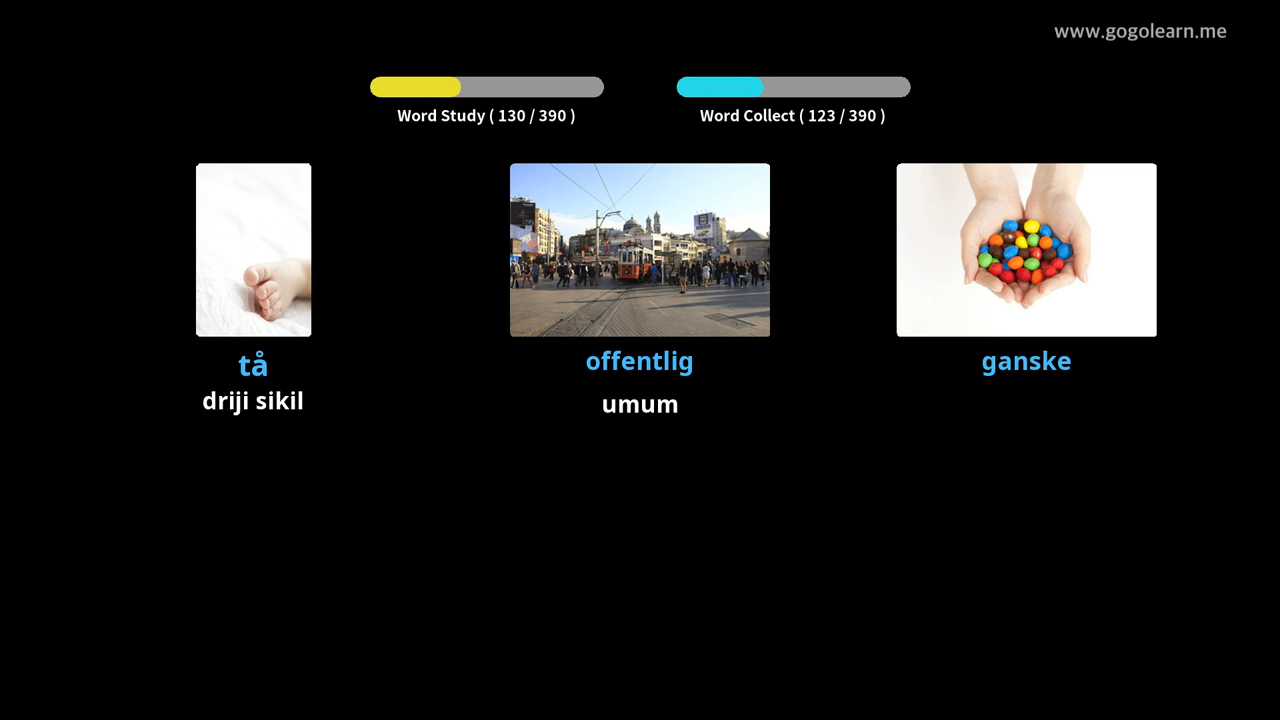 www.gogolearn.me
Word Study ( 130 / 390 )
Word Collect ( 123 / 390 )
tå
offentlig
ganske
driji sikil
umum